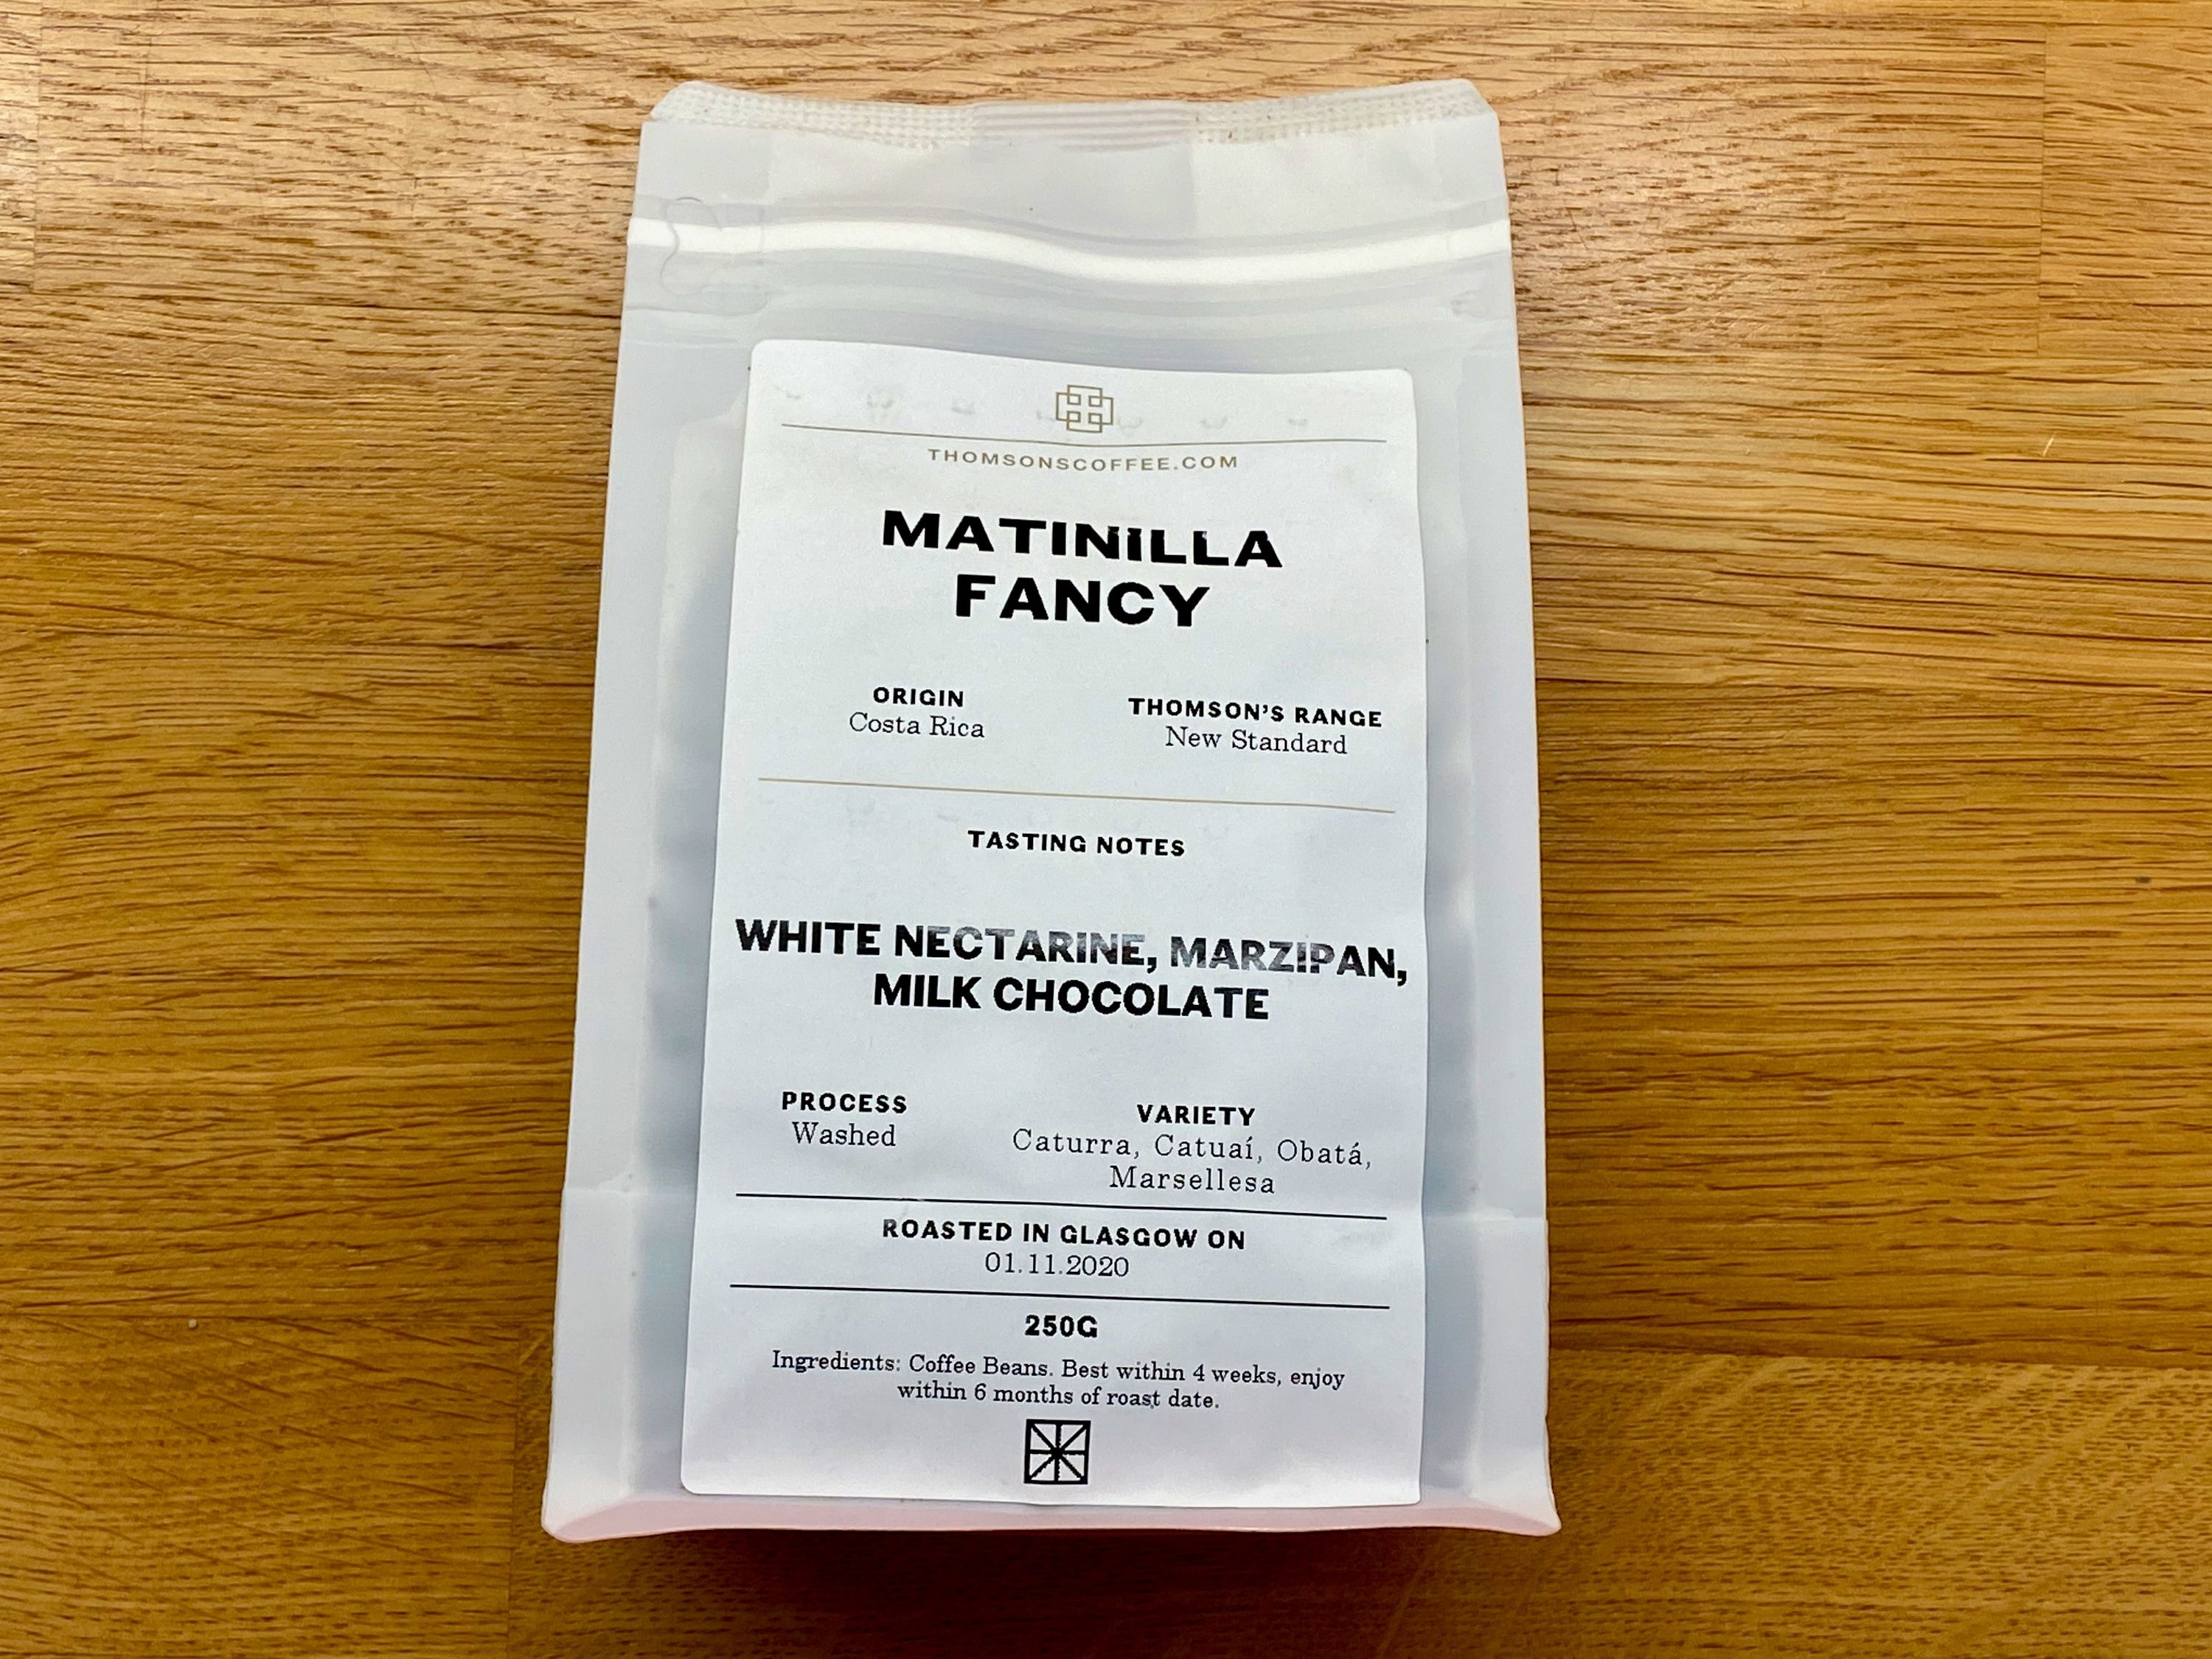 THOMSONSCOFFEE.COM
MATINILLA
FANCY
ORIGIN
Costa Rica
THOMSON'S RANGE
New Standard
TASTING NOTES
WHITE NECTARINE, MARZIPAN,
MILK CHOCOLATE
PROCESS
Washed
VARIETY
Caturra, Catuaí, Obatá,
Marsellesa
ROASTED IN GLASGOW ON
01.11.2020
250G
Ingredients: Coffee Beans. Best within 4 weeks, enjoy
within 6 months of roast date.